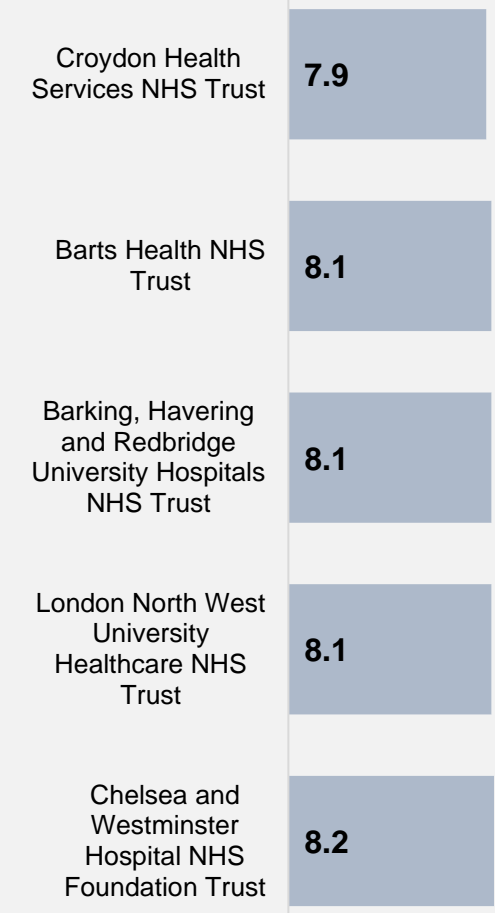 Croydon Health
Services NHS Trust
7.9
Barts Health NHS
Trust
8.1
Barking, Havering
and Redbridge
University Hospitals
NHS Trust
8.1
London North West
University
Healthcare NHS
Trust
8.1
Chelsea and
Westminster
Hospital NHS
Foundation Trust
8.2